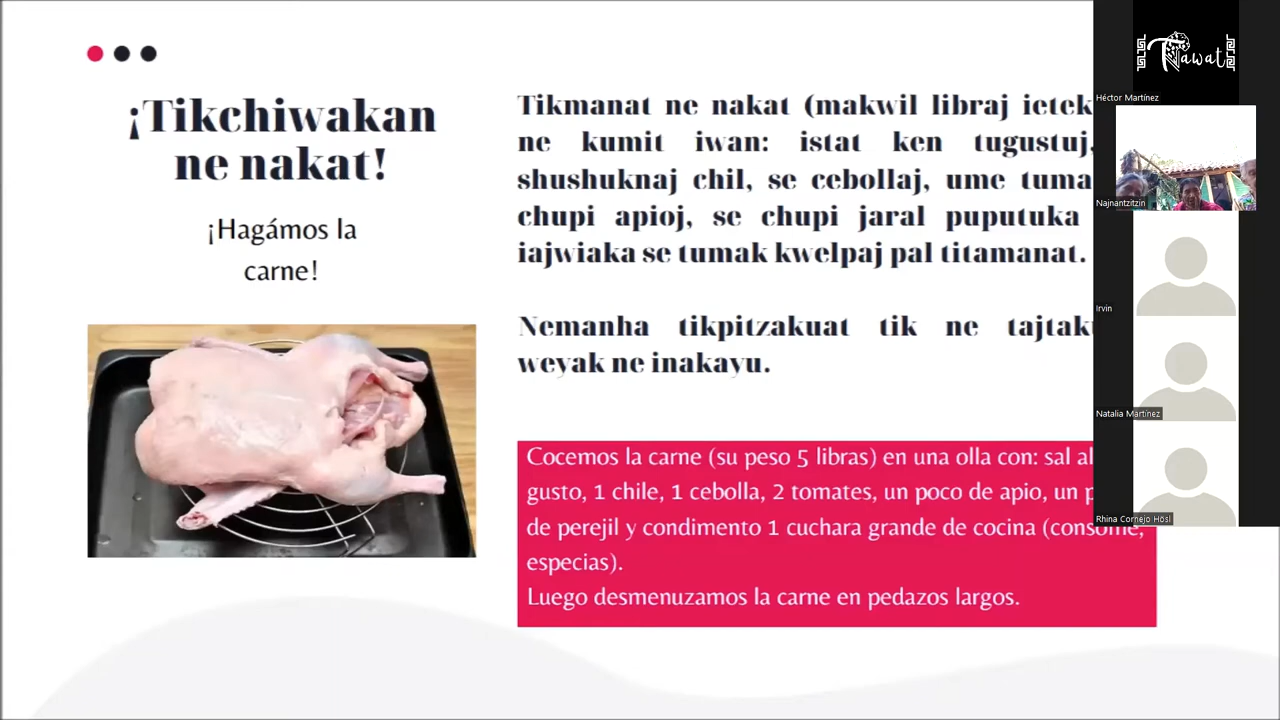 ¡Tikchiwakan
ne nakat!
¡Hagámos la
carne!
Tikmanat ne nakat (makwil libraj
ne kumit iwan: istat ken tugustuj,
shushuknaj chil, se cebollaj, ume
chupi apioj, se chupi jaral puputuka
iajwiaka se tumak kwelpaj pal titamanat.
Nemanha tikpitzakuat tik ne
weyak ne inakayu.
Cocemos la carne (su peso 5 libras) en una olla con: sal al
gusto, 1 chile, 1 cebolla, 2 tomates, un poco de apio, un
de perejil y condimento 1 cuchara grande de cocina (consomé,
especias).
Luego desmenuzamos la carne en pedazos largos.
Tawat
Héctor Martínez
Najnantzitzin
Irvin
Natalia Martínez
Rhina Cornejo Hösl